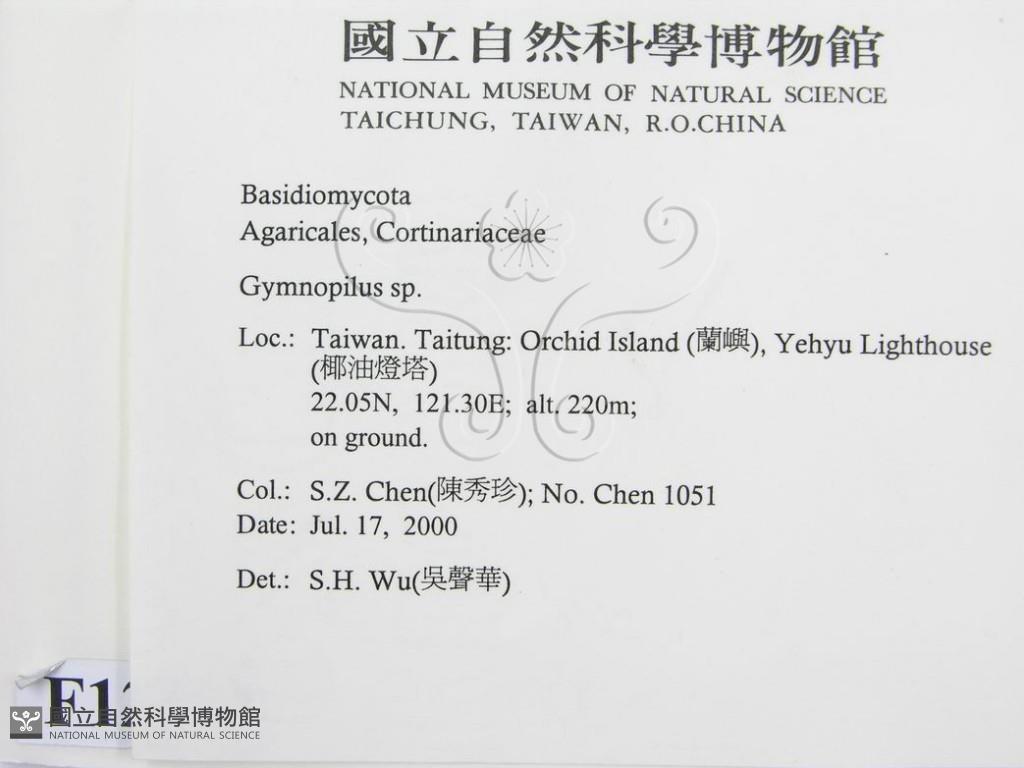 國立自然科學博物館
NATIONAL MUSEUM OF NATURAL SCIENCE
TAICHUNG, TAIWAN, R.O.CHINA
Basidiomycota
Agaricales, Cortinariaceae
Gymnopilus sp.
Loc.: Taiwan. Taitung: Orchid Island (蘭嶼), Yehyu Lighthouse
(椰油燈塔)
22.05N, 121.30E; alt. 220m;
on ground.
Col.: S.Z. Chen(陳秀珍); No. Chen 1051
Date: Jul. 17, 2000
Det.: S.H. Wu(吳聲華)
國立自然科學博物館
NATIONAL MUSEUM OF NATURAL SCIENCE